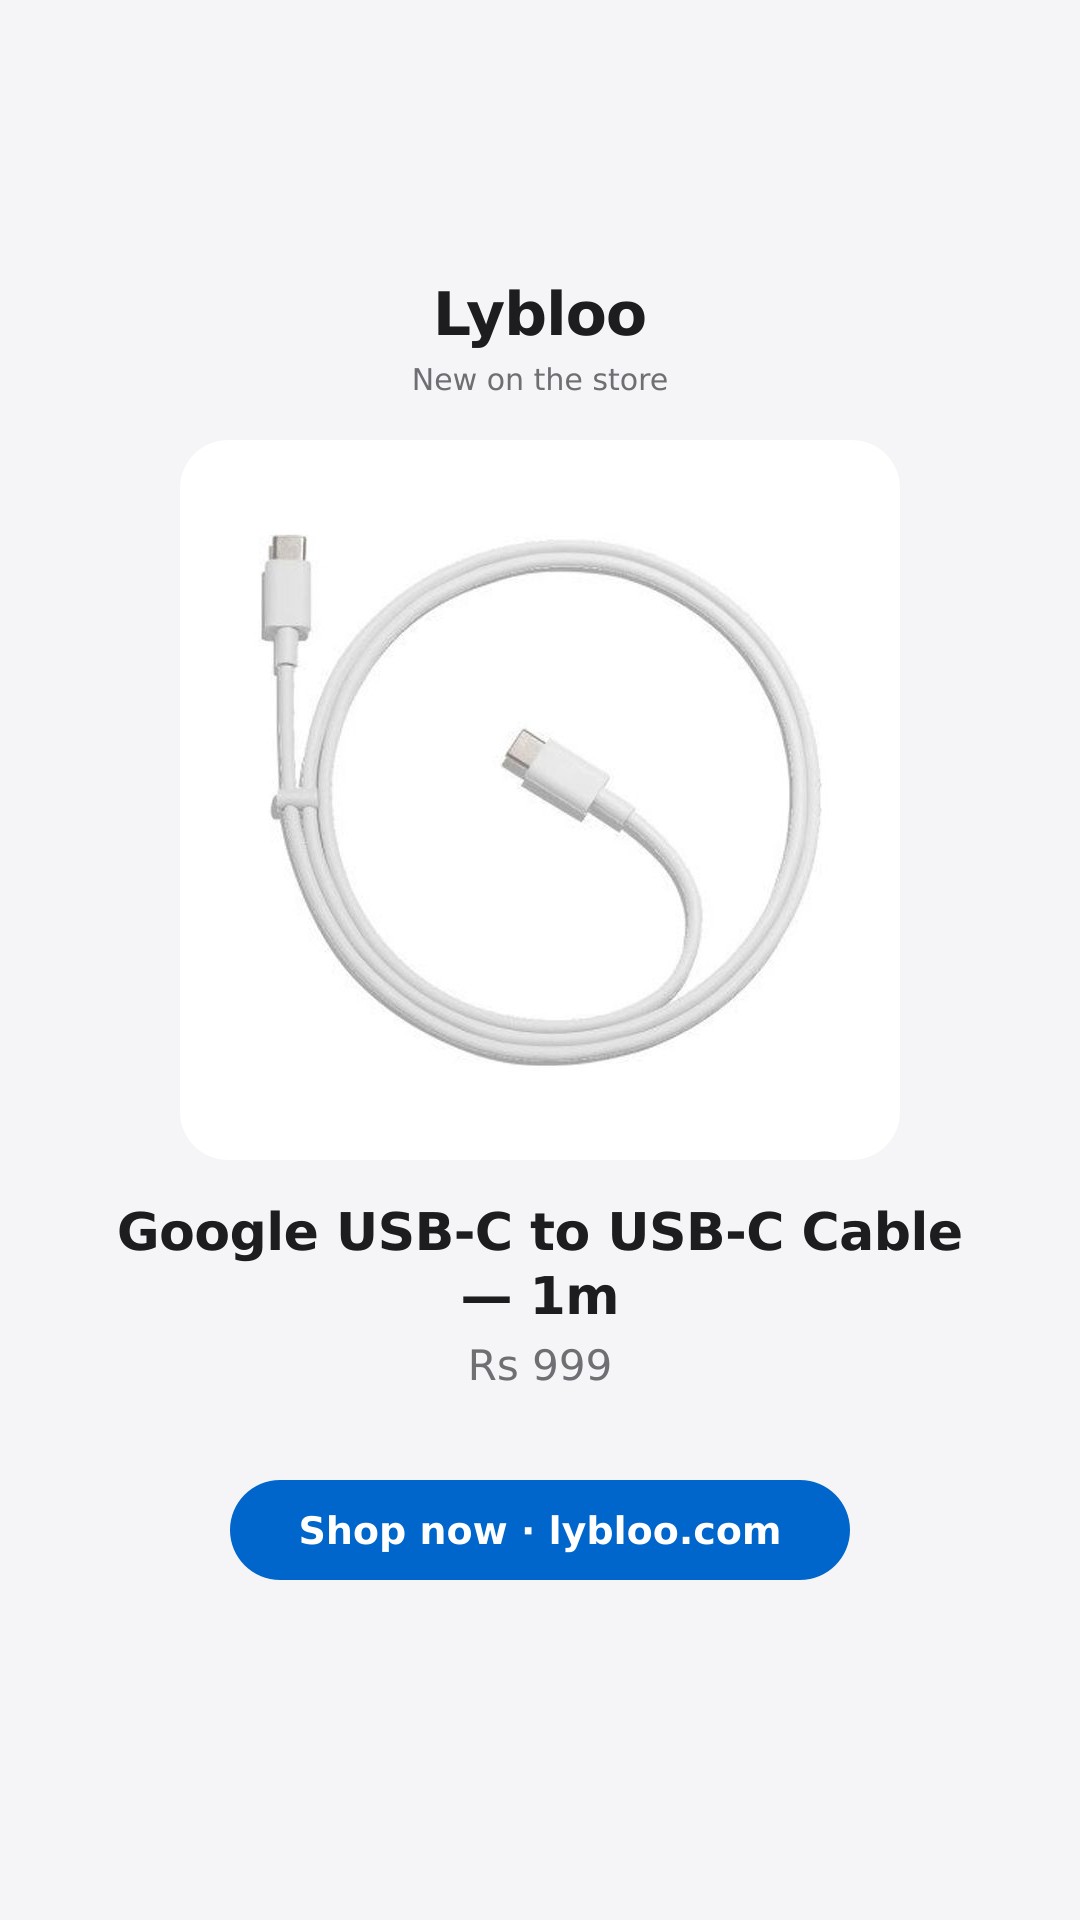 Lybloo
New on the store
Google USB-C to USB-C Cable
— 1m
Rs 999
Shop now · lybloo.com